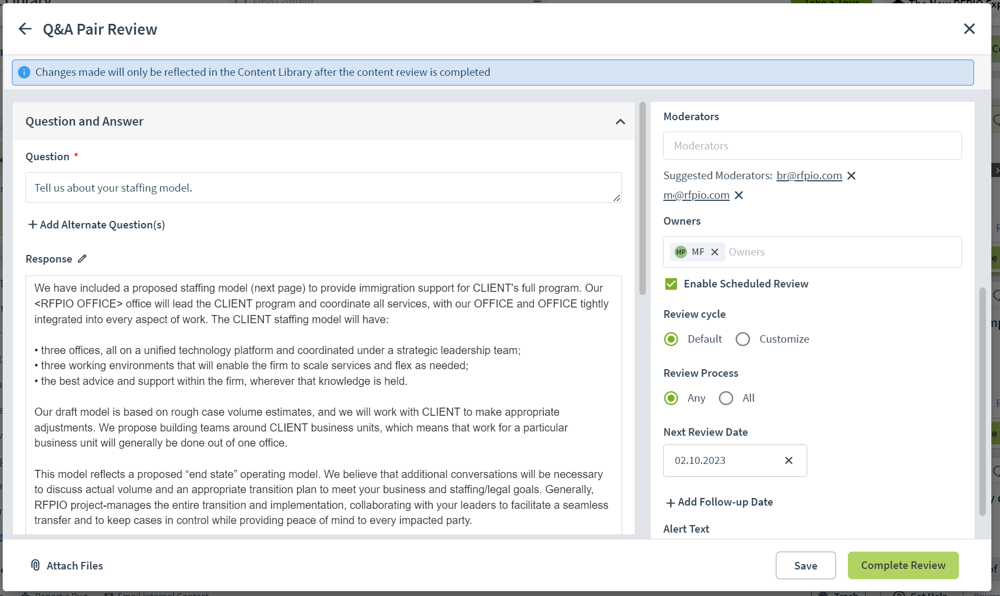 Q&A Pair Review
Changes made will only be reflected in the Content Library after the content review is completed
Question and Answer
Question *
Tell us about your staffing model.
Add Alternate Question(s)
Response
We have included a proposed staffing model (next page) to provide immigration support for CLIENT's full program. Our
<RFPIO OFFICE> office will lead the CLIENT program and coordinate all services, with our OFFICE and OFFICE tightly
integrated into every aspect of work. The CLIENT staffing model will have:
• three offices, all on a unified technology platform and coordinated under a strategic leadership team;
• three working environments that will enable the firm to scale services and flex as needed;
• the best advice and support within the firm, wherever that knowledge is held.
Our draft model is based on rough case volume estimates, and we will work with CLIENT to make appropriate
adjustments. We propose building teams around CLIENT business units, which means that work for a particular
business unit will generally be done out of one office.
This model reflects a proposed “end state” operating model. We believe that additional conversations will be necessary
to discuss actual volume and an appropriate transition plan to meet your business and staffing/legal goals. Generally,
RFPIO project-manages the entire transition and implementation, collaborating with your leaders to facilitate a seamless
transfer and to keep cases in control while providing peace of mind to every impacted party.
Moderators
Moderators
Suggested Moderators: br@rfpio.com
@rfpio.com
Owners
MP MP Owners
Enable Scheduled Review
Review cycle
Default Customize
Review Process
Any All
Next Review Date
02.10.2023
Add Follow-up Date
Alert Text
Attach Files
Save
Complete Review